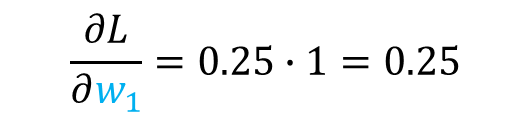 ∂L/∂w₁ = 0.25 · 1 = 0.25